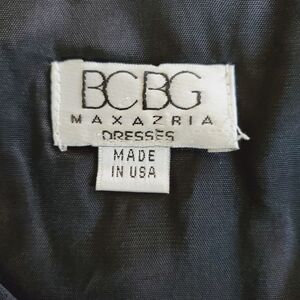 BCBG
MAXAZRIA
DRESSES
MADE
IN USA